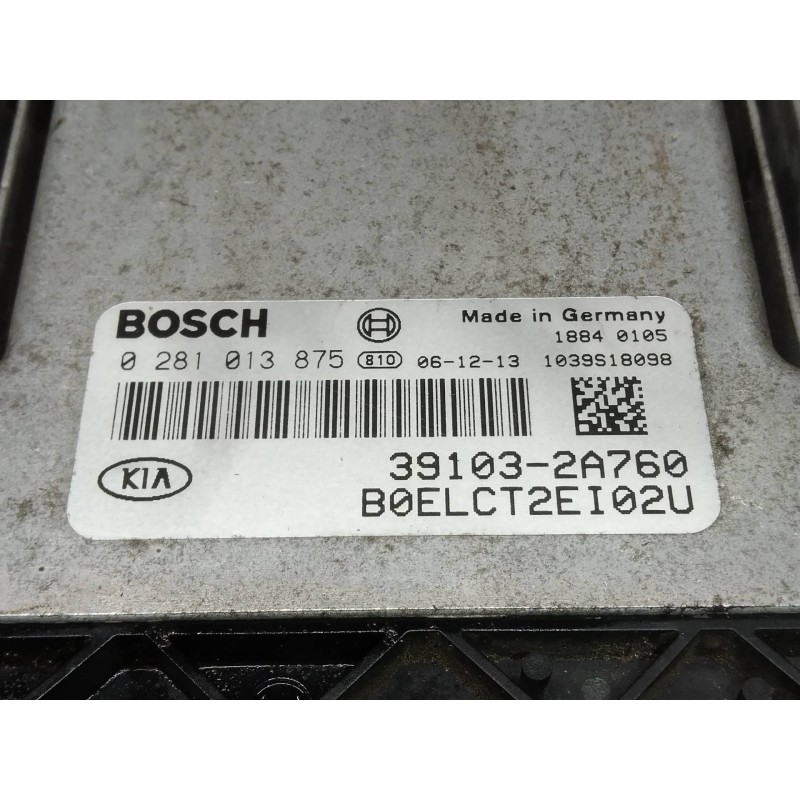 BOSCH Made in Germany
1884 0105
0 281 013 875 810 06-12-13 1039S18098
KIA 39103-2A760
B0ELCT2EI02U